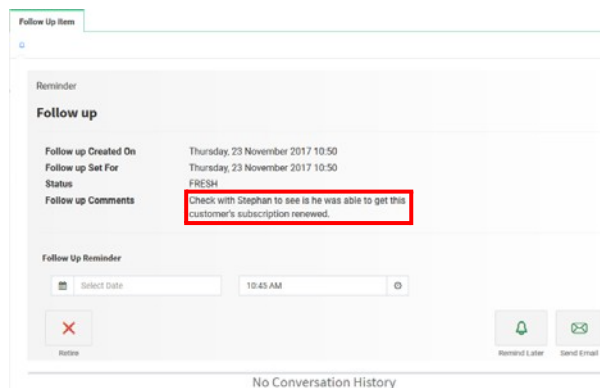 Follow Up Item
Reminder
Follow up
Follow up Created On Thursday, 23 November 2017 10:50
Follow up Set For Thursday, 23 November 2017 10:50
Status FRESH
Follow up Comments Check with Stephan to see is he was able to get this
customer's subscription renewed.
Follow Up Reminder
Select Date 10:45 AM
Retire Remind Later Send Email
No Conversation History